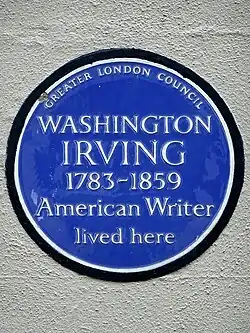 GREATER LONDON COUNCIL
WASHINGTON
IRVING
1783-1859
American Writer
lived here